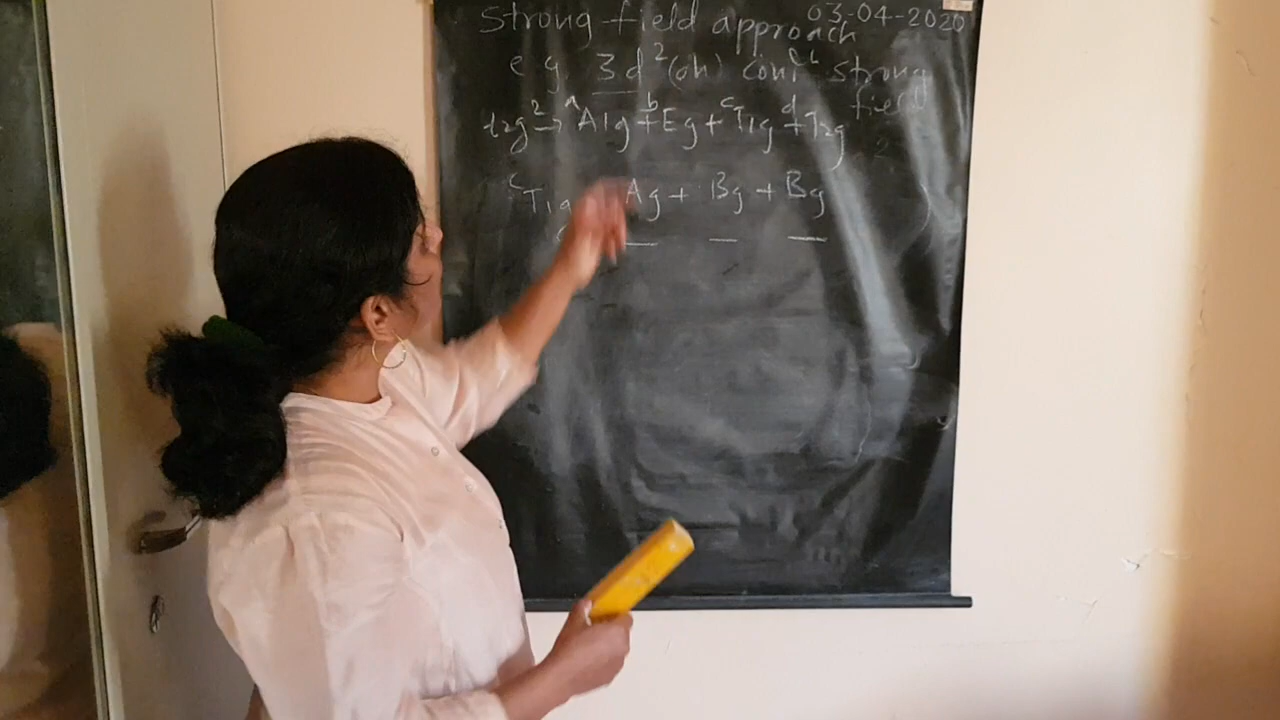 Strong-field approach 03-04-2020
e g. 3d²(oh) conf strong field
t2g² → ᵃA1g + ᵇEg + ᶜT1g + ᵈT2g
ᶜT1g Ag + Bg + Bg